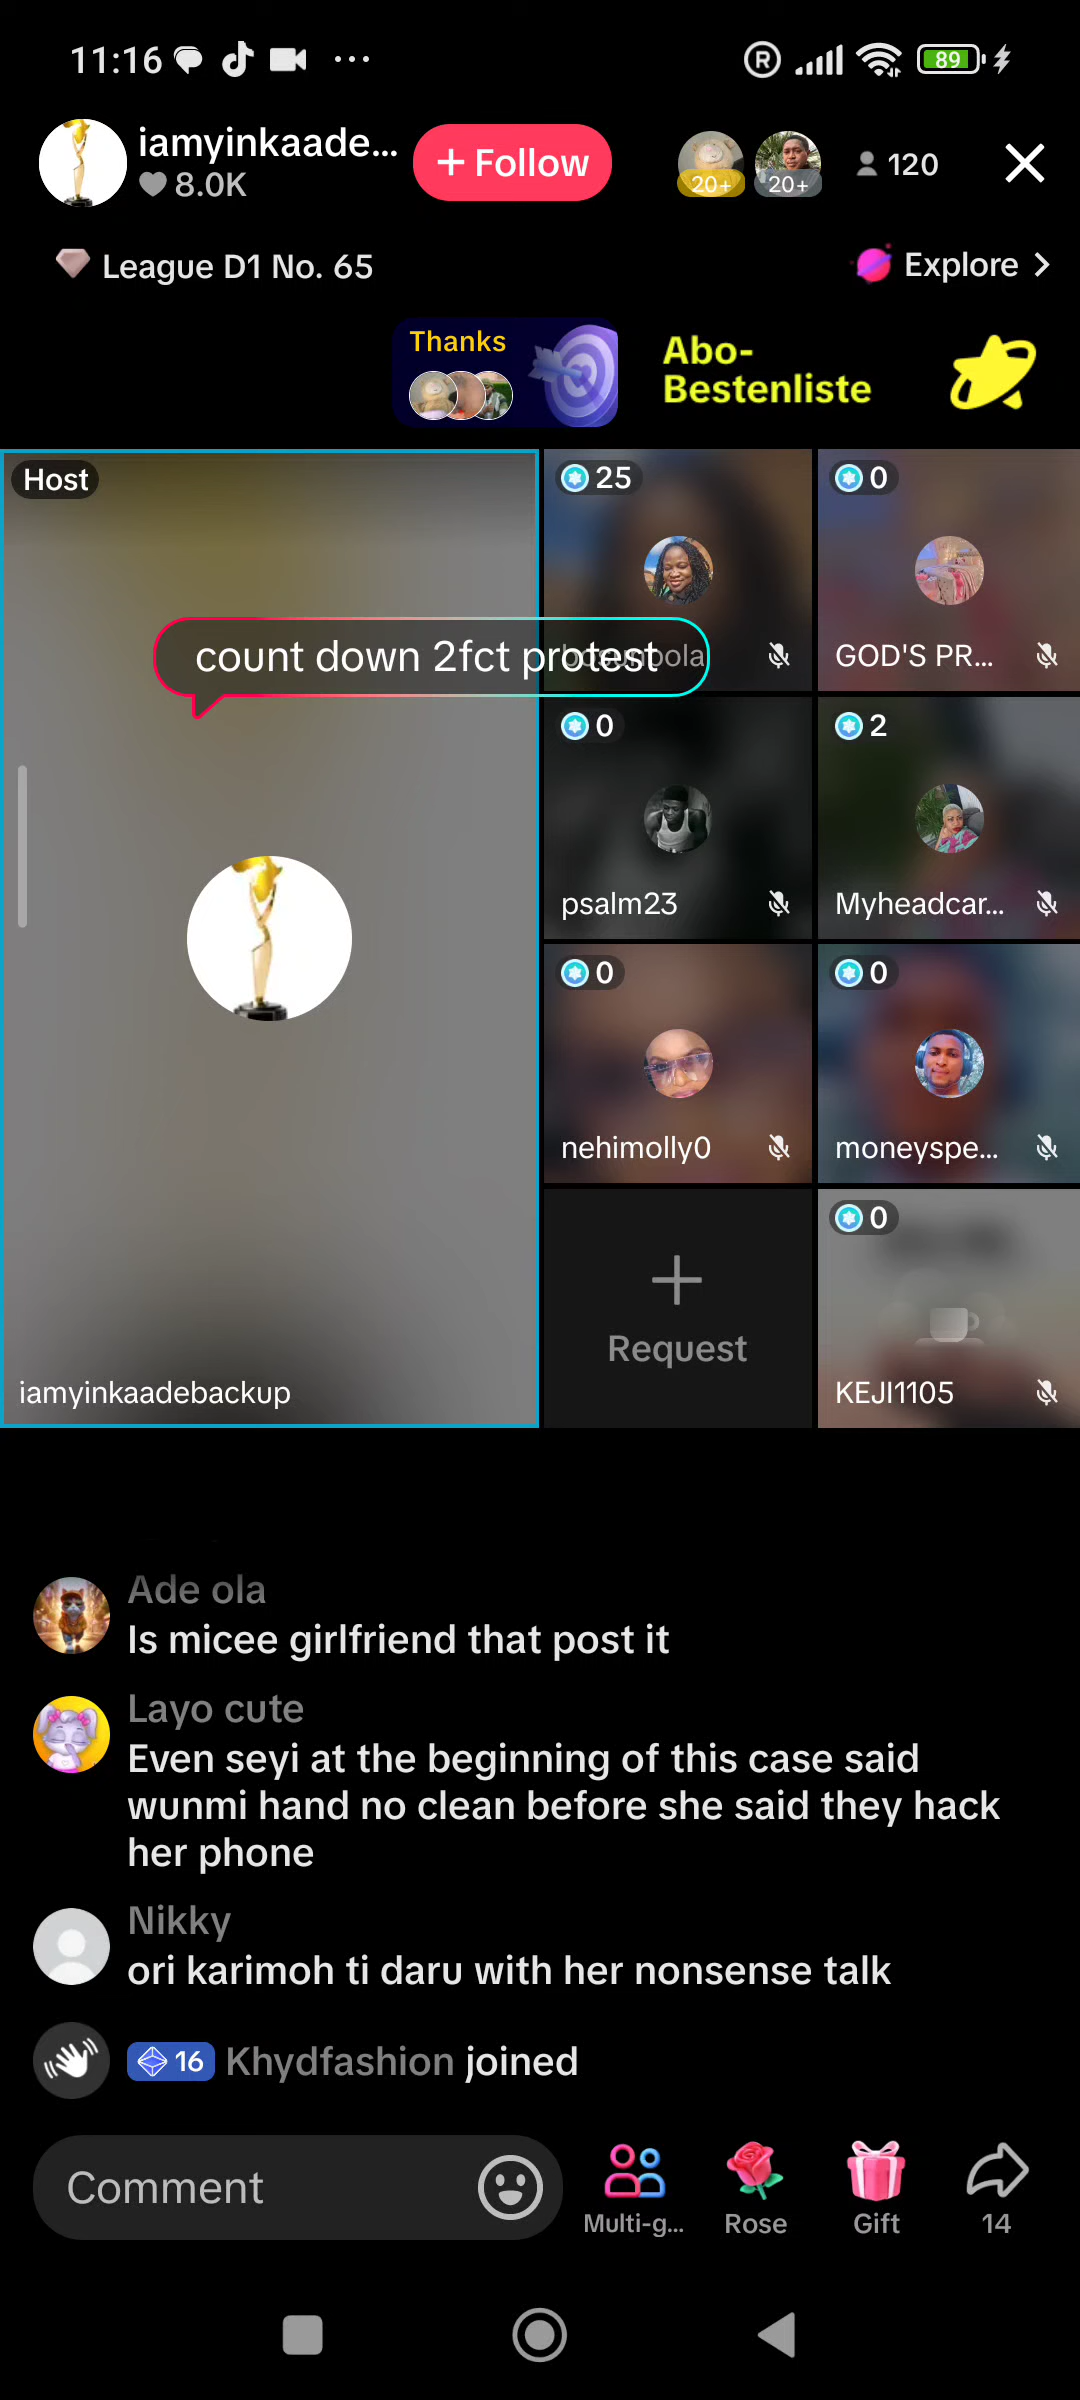 11:16
89
iamyinkaade...
8.0K
+ Follow
20+
20+
120
League D1 No. 65
Explore >
Thanks
Abo-
Bestenliste
Host
25
0
count down 2fct protest
GOD'S PR...
0
2
psalm23
Myheadcar...
0
0
nehimolly0
moneyspe...
0
Request
iamyinkaadebackup
KEJI1105
Ade ola
Is micee girlfriend that post it
Layo cute
Even seyi at the beginning of this case said
wunmi hand no clean before she said they hack
her phone
Nikky
ori karimoh ti daru with her nonsense talk
16 Khydfashion joined
Comment
Multi-g...
Rose
Gift
14